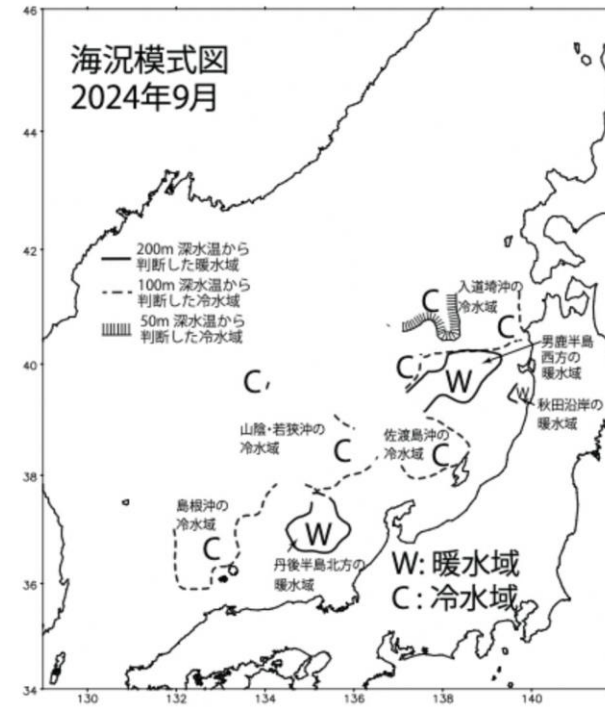 海況模式図
2024年9月
200m 深水温から
判断した暖水域
100m 深水温から
判断した冷水域
50m 深水温から
判断した冷水域
入道埼沖の
冷水域
男鹿半島
西方の
暖水域
秋田沿岸の
暖水域
佐渡島沖の
冷水域
山陰・若狭沖の
冷水域
島根沖の
冷水域
丹後半島北方の
暖水域
C
C
C
W
W
C
C
C
C
W
W: 暖水域
C : 冷水域
46
44
42
40
38
36
34
130
132
134
136
138
140